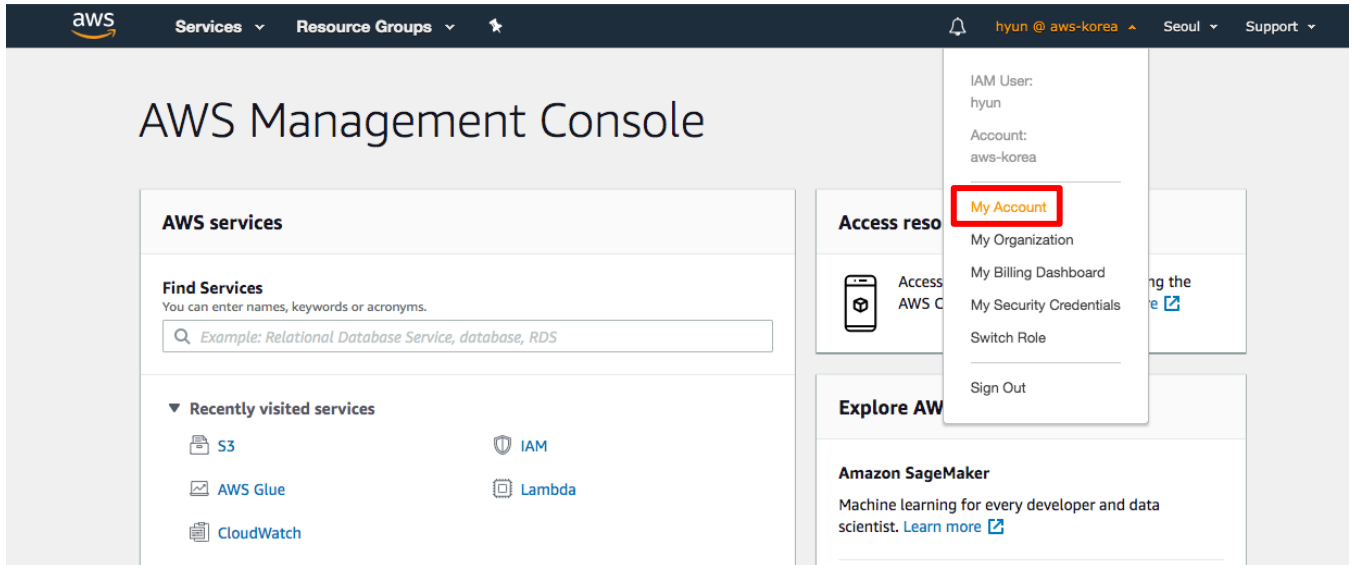 aws
Services
Resource Groups
hyun @ aws-korea
Seoul
Support
IAM User:
hyun
Account:
aws-korea
My Account
My Organization
My Billing Dashboard
My Security Credentials
Switch Role
Sign Out
AWS Management Console
AWS services
Find Services
You can enter names, keywords or acronyms.
Example: Relational Database Service, database, RDS
Recently visited services
S3
IAM
AWS Glue
Lambda
CloudWatch
Access
Access
ng the
AWS
Explore
Amazon SageMaker
Machine learning for every developer and data
scientist. Learn more